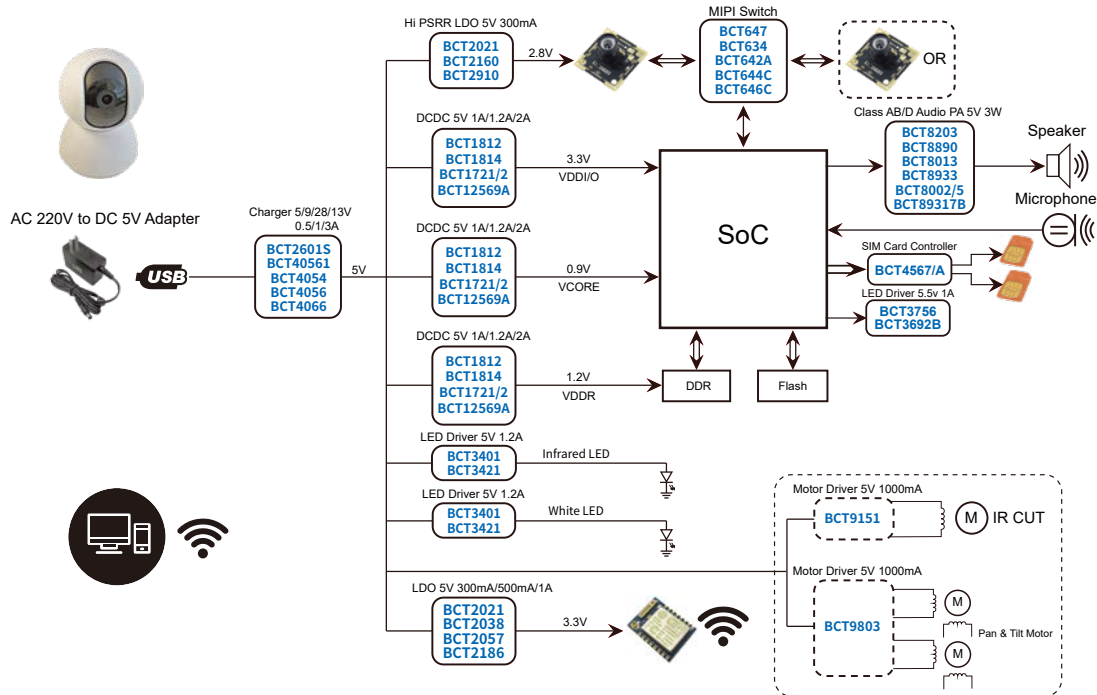 Hi PSRR LDO 5V 300mA
BCT2021
BCT2160
BCT2910
2.8V
MIPI Switch
BCT647
BCT634
BCT642A
BCT644C
BCT646C
OR
DCDC 5V 1A/1.2A/2A
BCT1812
BCT1814
BCT1721/2
BCT12569A
3.3V
VDDI/O
Class AB/D Audio PA 5V 3W
BCT8203
BCT8890
BCT8013
BCT8933
BCT8002/5
BCT89317B
Speaker
Microphone
SoC
AC 220V to DC 5V Adapter
USB
Charger 5/9/28/13V
0.5/1/3A
BCT2601S
BCT40561
BCT4054
BCT4056
BCT4066
5V
DCDC 5V 1A/1.2A/2A
BCT1812
BCT1814
BCT1721/2
BCT12569A
0.9V
VCORE
SIM Card Controller
BCT4567/A
LED Driver 5.5v 1A
BCT3756
BCT3692B
DCDC 5V 1A/1.2A/2A
BCT1812
BCT1814
BCT1721/2
BCT12569A
1.2V
VDDR
DDR
Flash
LED Driver 5V 1.2A
BCT3401
BCT3421
Infrared LED
LED Driver 5V 1.2A
BCT3401
BCT3421
White LED
Motor Driver 5V 1000mA
BCT9151
M
IR CUT
Motor Driver 5V 1000mA
BCT9803
M
Pan & Tilt Motor
M
LDO 5V 300mA/500mA/1A
BCT2021
BCT2038
BCT2057
BCT2186
3.3V